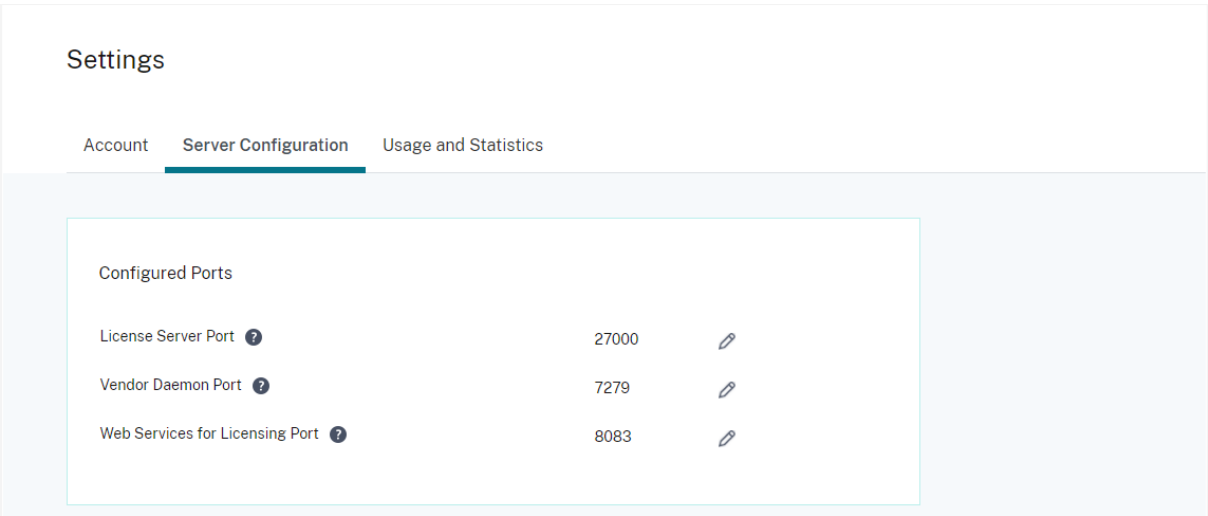 Settings
Account Server Configuration Usage and Statistics
Configured Ports
License Server Port ? 27000
Vendor Daemon Port ? 7279
Web Services for Licensing Port ? 8083